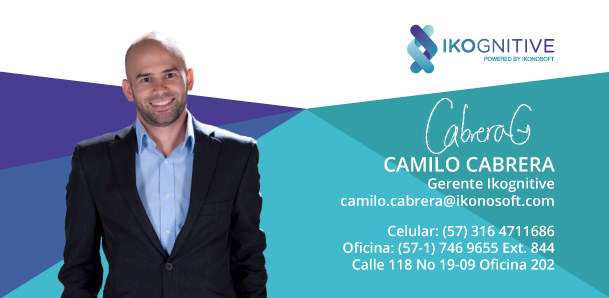 IKOGNITIVE
POWERED BY IKONOSOFT
CabreraG
CAMILO CABRERA
Gerente Ikognitive
camilo.cabrera@ikonosoft.com
Celular: (57) 316 4711686
Oficina: (57-1) 746 9655 Ext. 844
Calle 118 No 19-09 Oficina 202